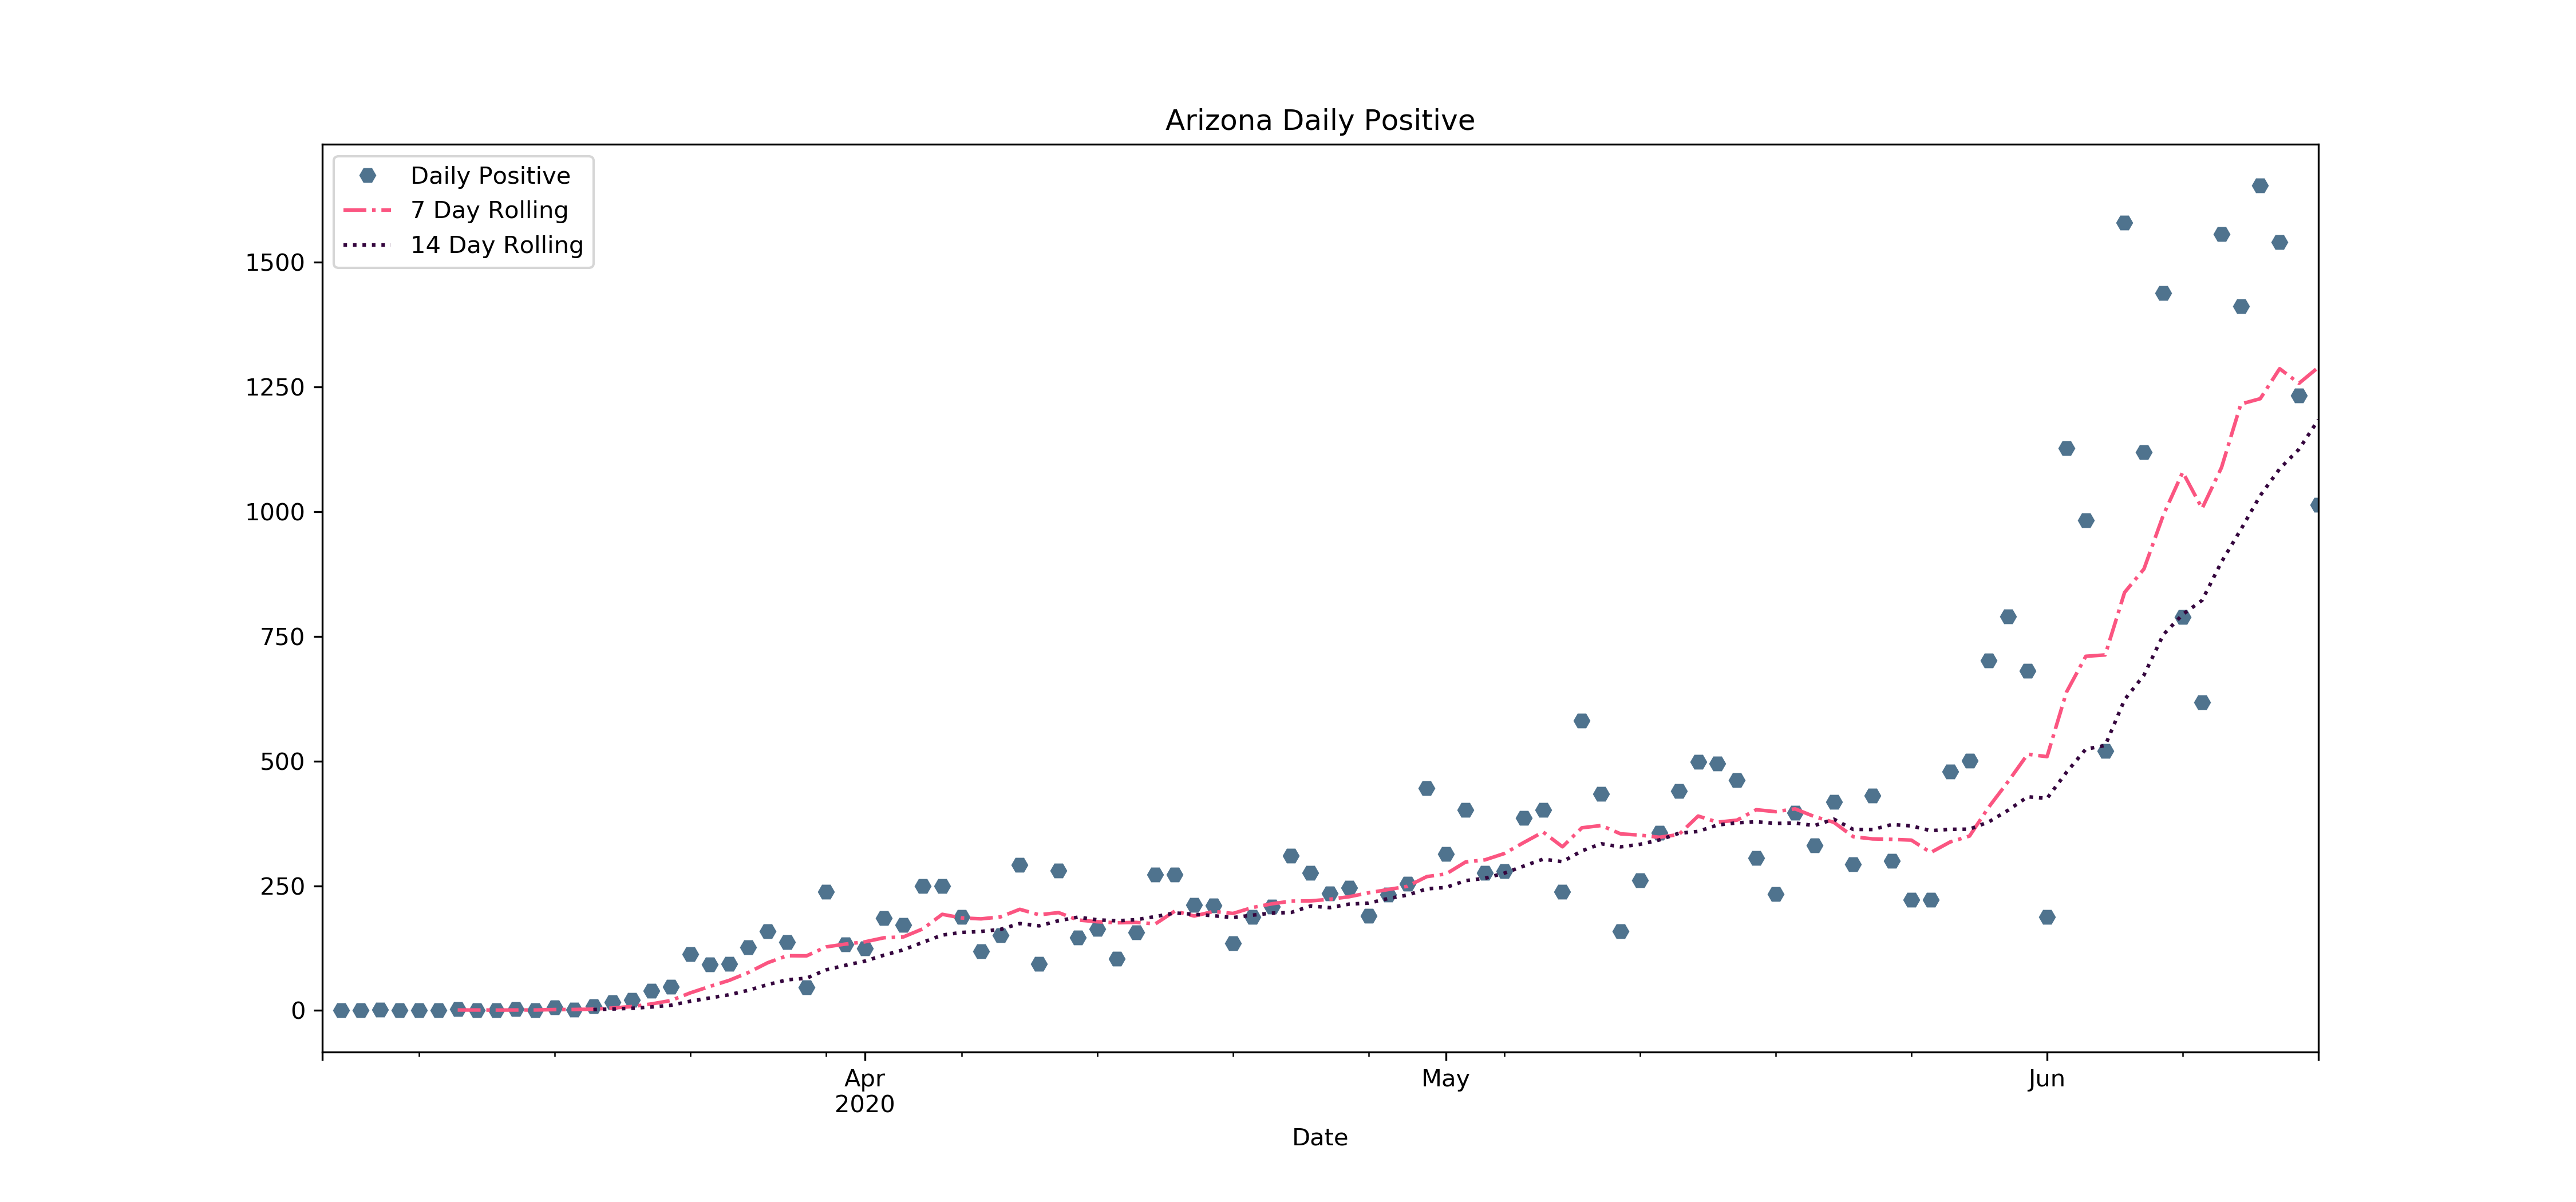 Arizona Daily Positive
Daily Positive
7 Day Rolling
14 Day Rolling
1500
1250
1000
750
500
250
0
Apr
2020
May
Jun
Date